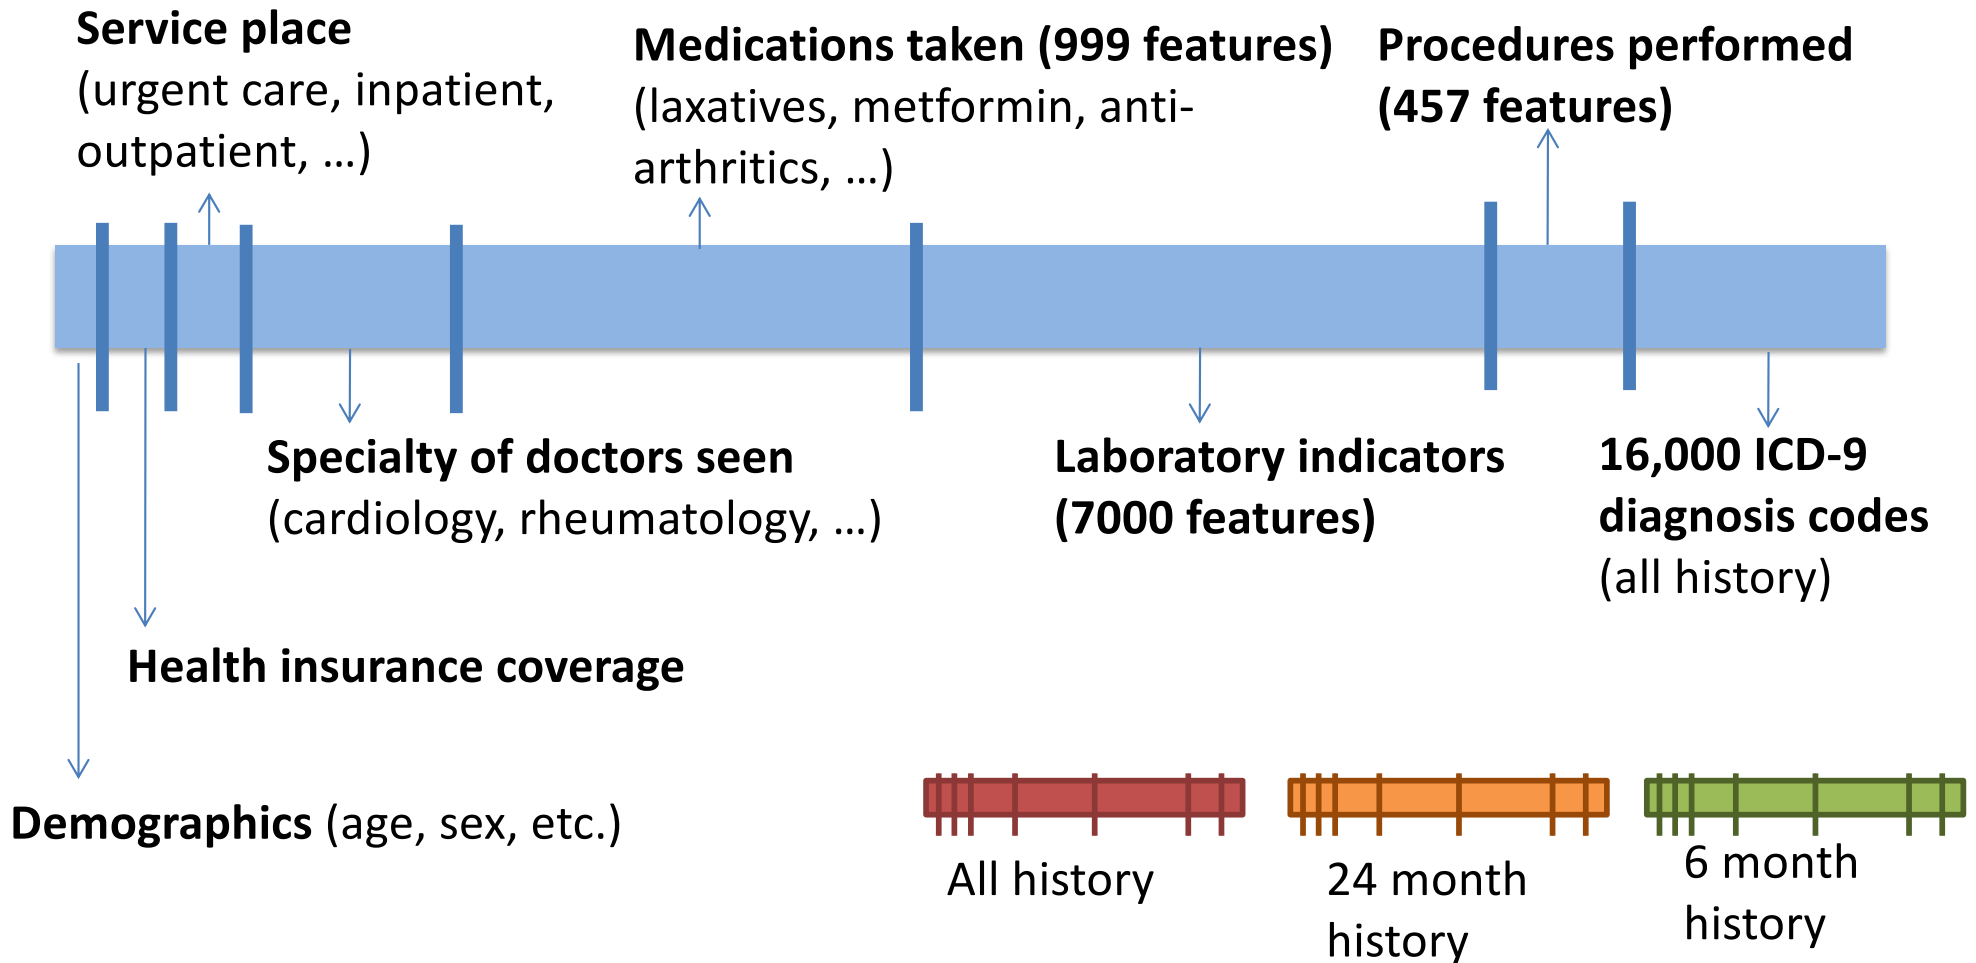 Service place
(urgent care, inpatient,
outpatient, ...)
Medications taken (999 features)
(laxatives, metformin, anti-
arthritics, ...)
Procedures performed
(457 features)
Specialty of doctors seen
(cardiology, rheumatology, ...)
Laboratory indicators
(7000 features)
16,000 ICD-9
diagnosis codes
(all history)
Health insurance coverage
Demographics (age, sex, etc.)
All history
24 month
history
6 month
history